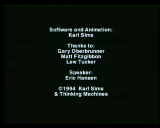 Software and Animation:
Karl Sims
Thanks to:
Gary Oberbrunner
Matt Fitzgibbon
Lew Tucker
Speaker:
Eric Hansen
©1994 Karl Sims
& Thinking Machines